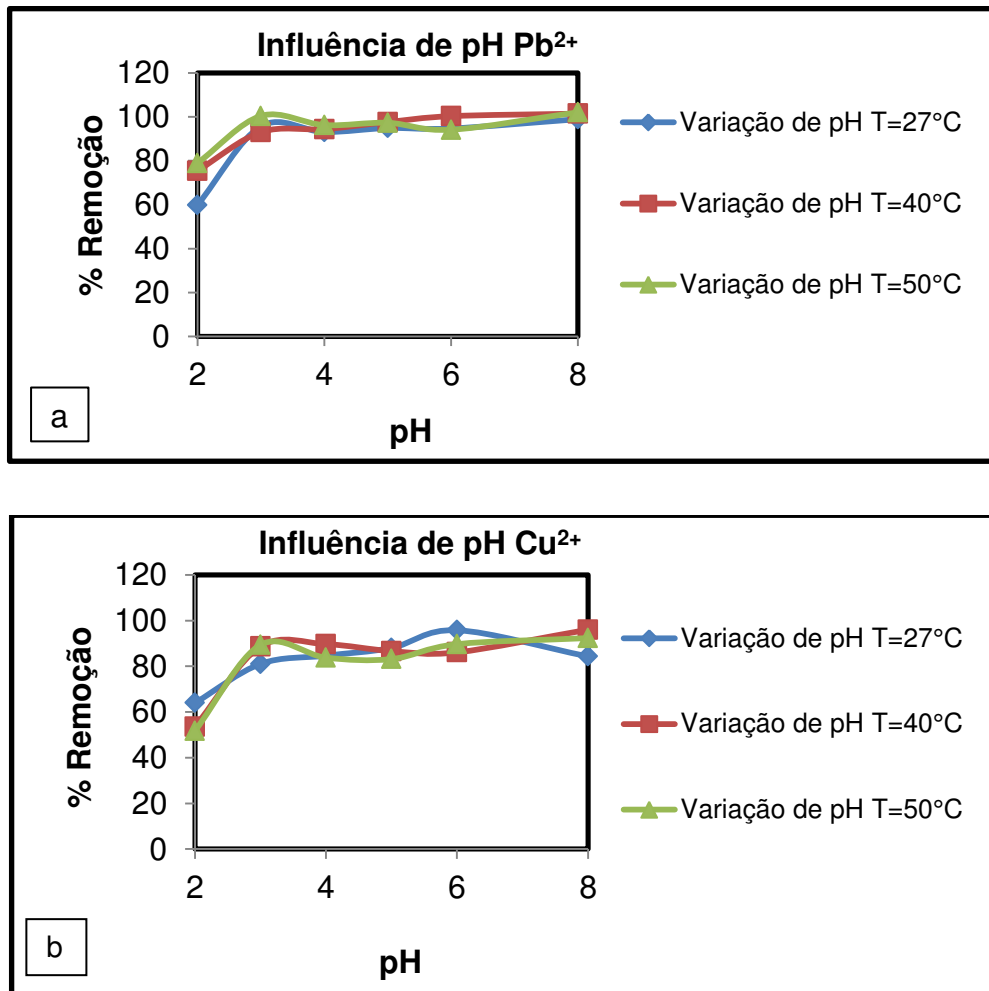 Influência de pH Pb²⁺
120
100
80
60
40
20
0
% Remoção
2 4 6 8
pH
Variação de pH T=27°C
Variação de pH T=40°C
Variação de pH T=50°C
a
Influência de pH Cu²⁺
120
100
80
60
40
20
0
% Remoção
2 4 6 8
pH
Variação de pH T=27°C
Variação de pH T=40°C
Variação de pH T=50°C
b